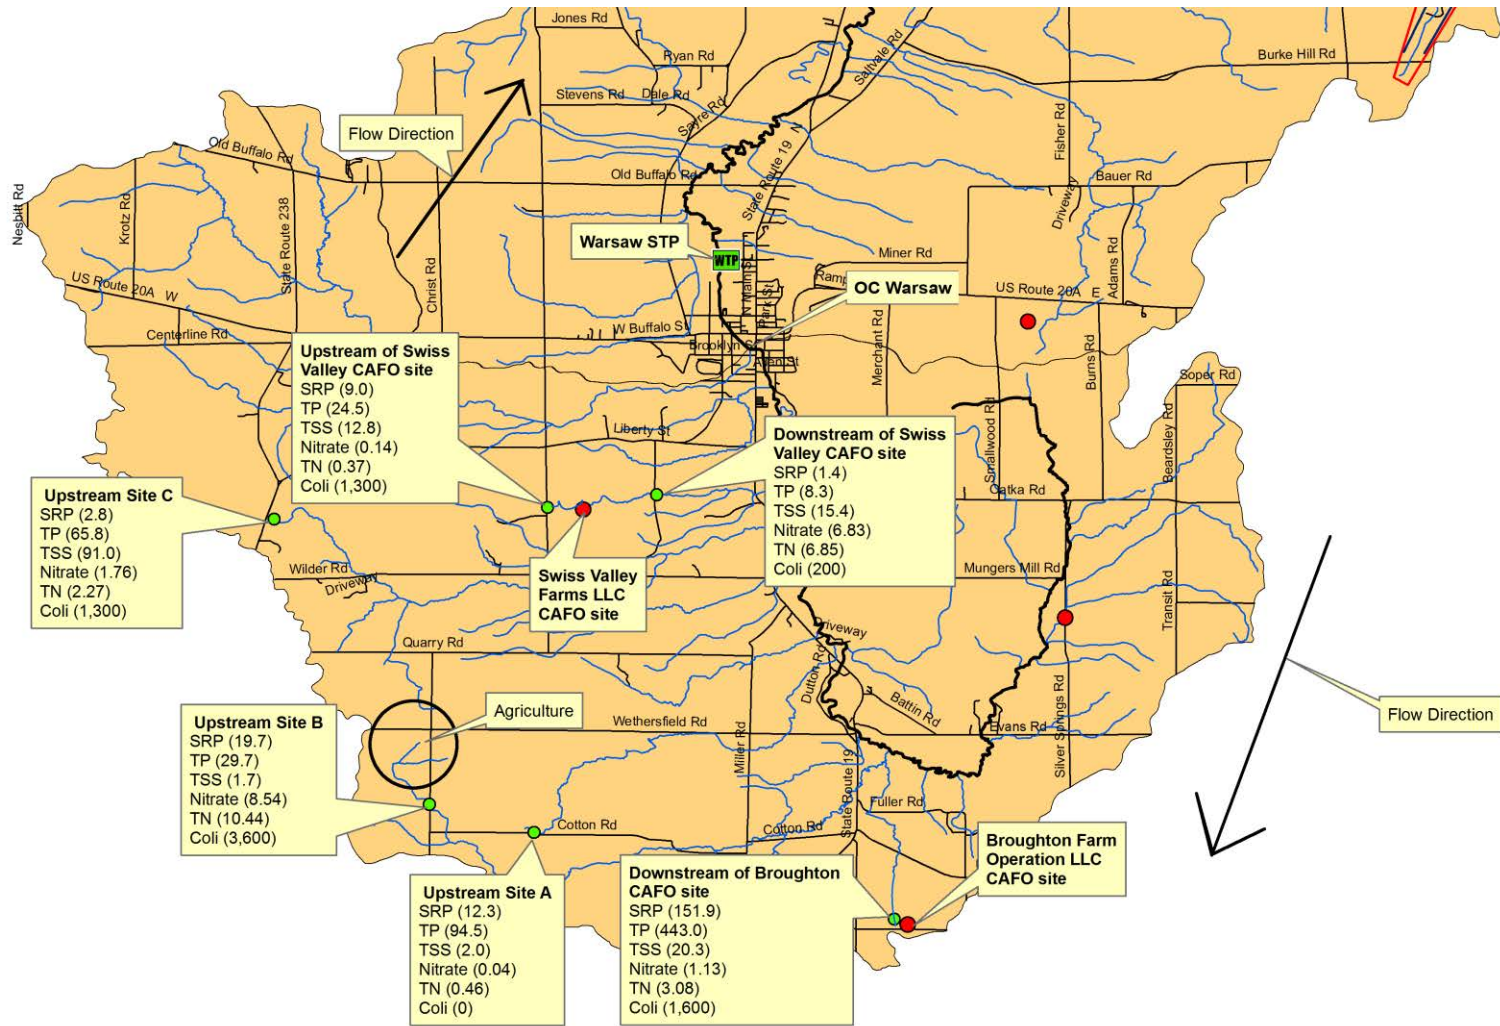 Jones Rd
Ryan Rd
Burke Hill Rd
Saltvale Rd
Stevens Rd
Dale Rd
Sayre Rd
Fisher Rd
Flow Direction
Old Buffalo Rd
Old Buffalo Rd
State Route 19 N
Bauer Rd
Driveway
Nesbitt Rd
Krotz Rd
State Route 238
Christ Rd
Warsaw STP
WTP
Miner Rd
Adams Rd
US Route 20A W
N Main St
Park St
Ramp
OC Warsaw
US Route 20A E
Centerline Rd
W Buffalo St
Brooklyn S
Allen St
Merchant Rd
Burns Rd
Soper Rd
Upstream of Swiss
Valley CAFO site
SRP (9.0)
TP (24.5)
TSS (12.8)
Nitrate (0.14)
TN (0.37)
Coli (1,300)
Liberty St
Downstream of Swiss
Valley CAFO site
SRP (1.4)
TP (8.3)
TSS (15.4)
Nitrate (6.83)
TN (6.85)
Coli (200)
Smallwood Rd
Beardsley Rd
Oatka Rd
Upstream Site C
SRP (2.8)
TP (65.8)
TSS (91.0)
Nitrate (1.76)
TN (2.27)
Coli (1,300)
Wilder Rd
Driveway
Swiss Valley
Farms LLC
CAFO site
Mungers Mill Rd
Transit Rd
Quarry Rd
Driveway
Dutton Rd
Battin Rd
Silver Springs Rd
Evans Rd
Flow Direction
Agriculture
Wethersfield Rd
Miller Rd
State Route 19
Upstream Site B
SRP (19.7)
TP (29.7)
TSS (1.7)
Nitrate (8.54)
TN (10.44)
Coli (3,600)
Fuller Rd
Cotton Rd
Cotton Rd
Broughton Farm
Operation LLC
CAFO site
Upstream Site A
SRP (12.3)
TP (94.5)
TSS (2.0)
Nitrate (0.04)
TN (0.46)
Coli (0)
Downstream of Broughton
CAFO site
SRP (151.9)
TP (443.0)
TSS (20.3)
Nitrate (1.13)
TN (3.08)
Coli (1,600)